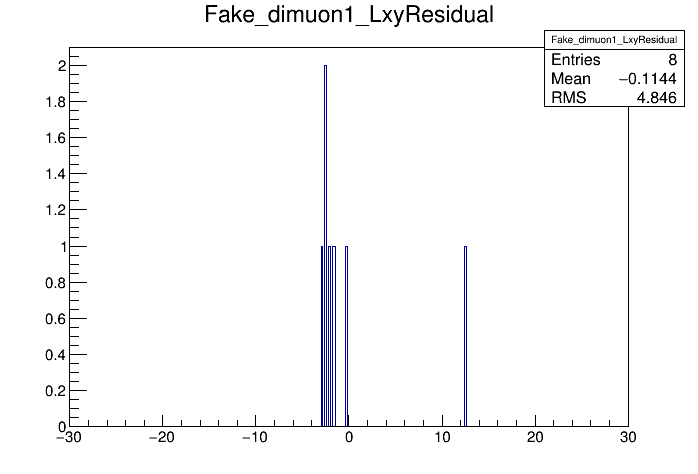 Fake_dimuon1_LxyResidual
Fake_dimuon1_LxyResidual
Entries 8
Mean −0.1144
RMS 4.846
2
1.8
1.6
1.4
1.2
1
0.8
0.6
0.4
0.2
0
−30 −20 −10 0 10 20 30